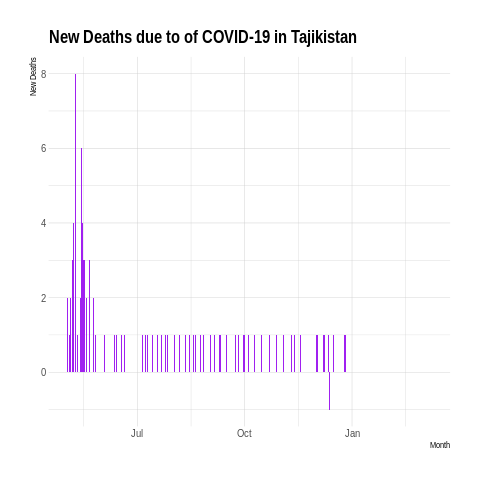 New Deaths due to of COVID-19 in Tajikistan
New Deaths
8
6
4
2
0
Jul Oct Jan
Month